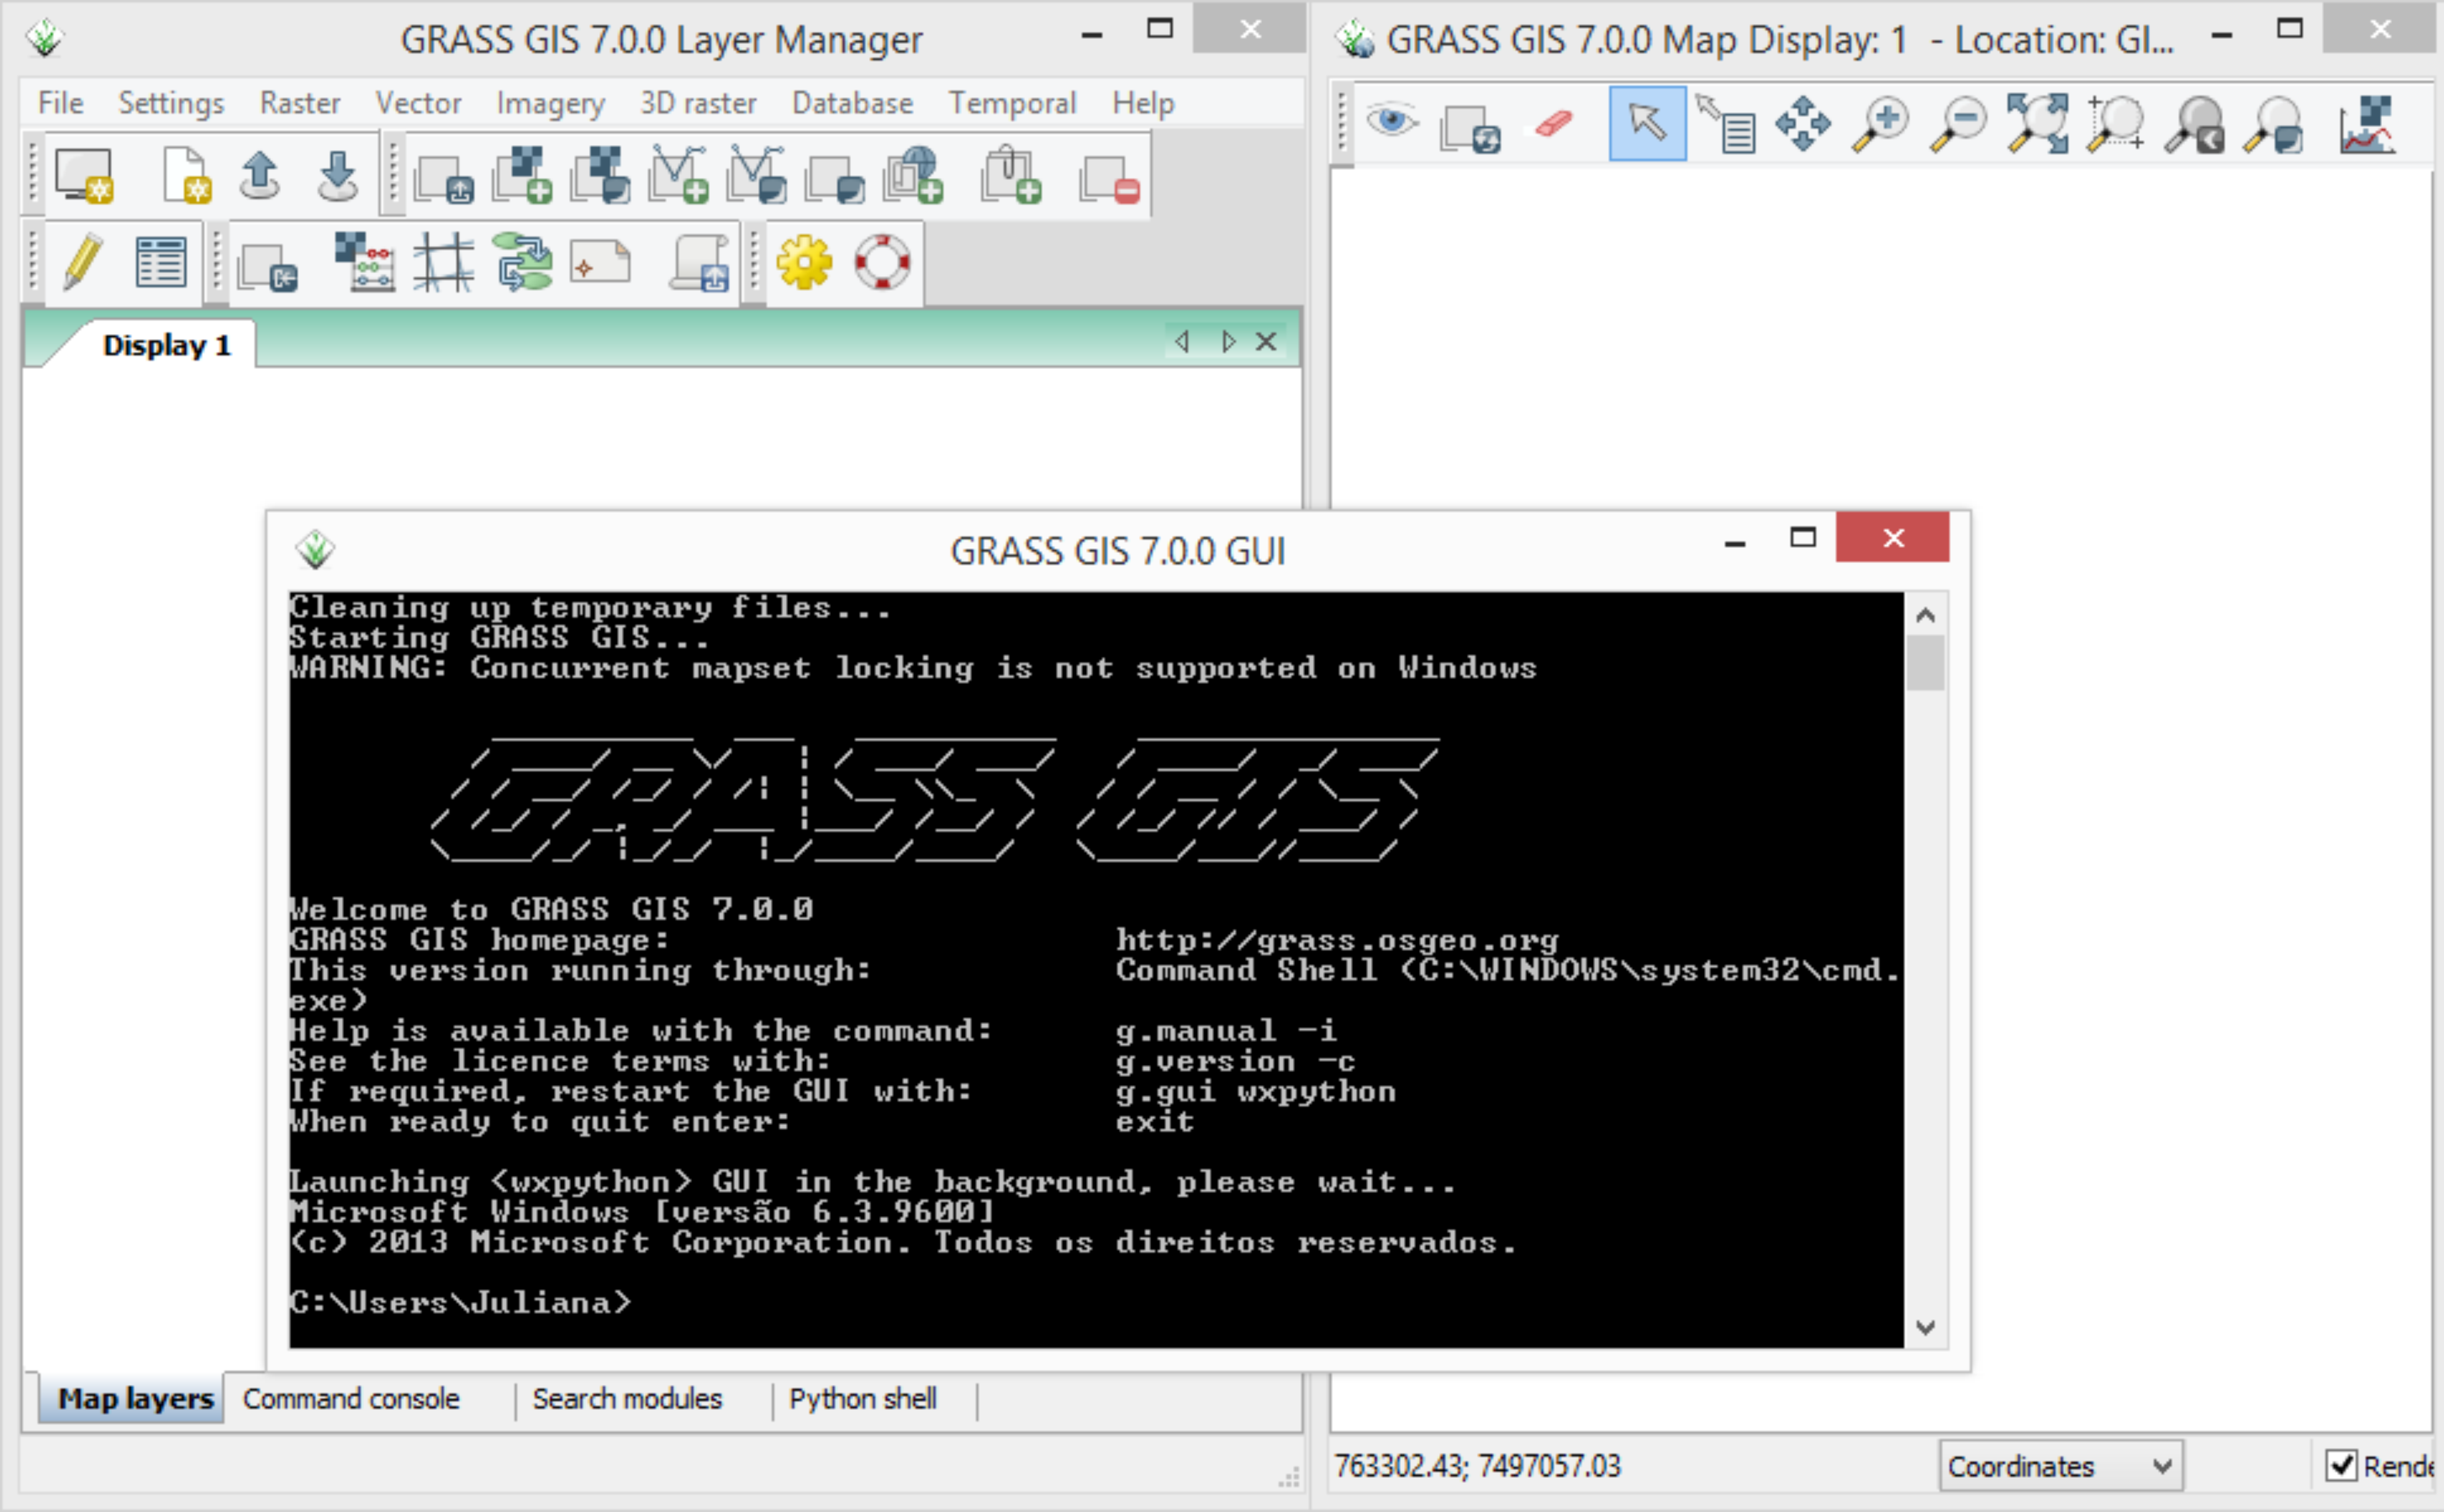 GRASS GIS 7.0.0 Layer Manager
File Settings Raster Vector Imagery 3D raster Database Temporal Help
Display 1
GRASS GIS 7.0.0 Map Display: 1 - Location: GI...
GRASS GIS 7.0.0 GUI
Cleaning up temporary files...
Starting GRASS GIS...
WARNING: Concurrent mapset locking is not supported on Windows
GRASS GIS
Welcome to GRASS GIS 7.0.0
GRASS GIS homepage: http://grass.osgeo.org
This version running through: Command Shell (C:\WINDOWS\system32\cmd.
exe)
Help is available with the command: g.manual -i
See the licence terms with: g.version -c
If required, restart the GUI with: g.gui wxpython
When ready to quit enter: exit
Launching <wxpython> GUI in the background, please wait...
Microsoft Windows [versão 6.3.9600]
(c) 2013 Microsoft Corporation. Todos os direitos reservados.
C:\Users\Juliana>
Map layers Command console Search modules Python shell
763302.43; 7497057.03 Coordinates